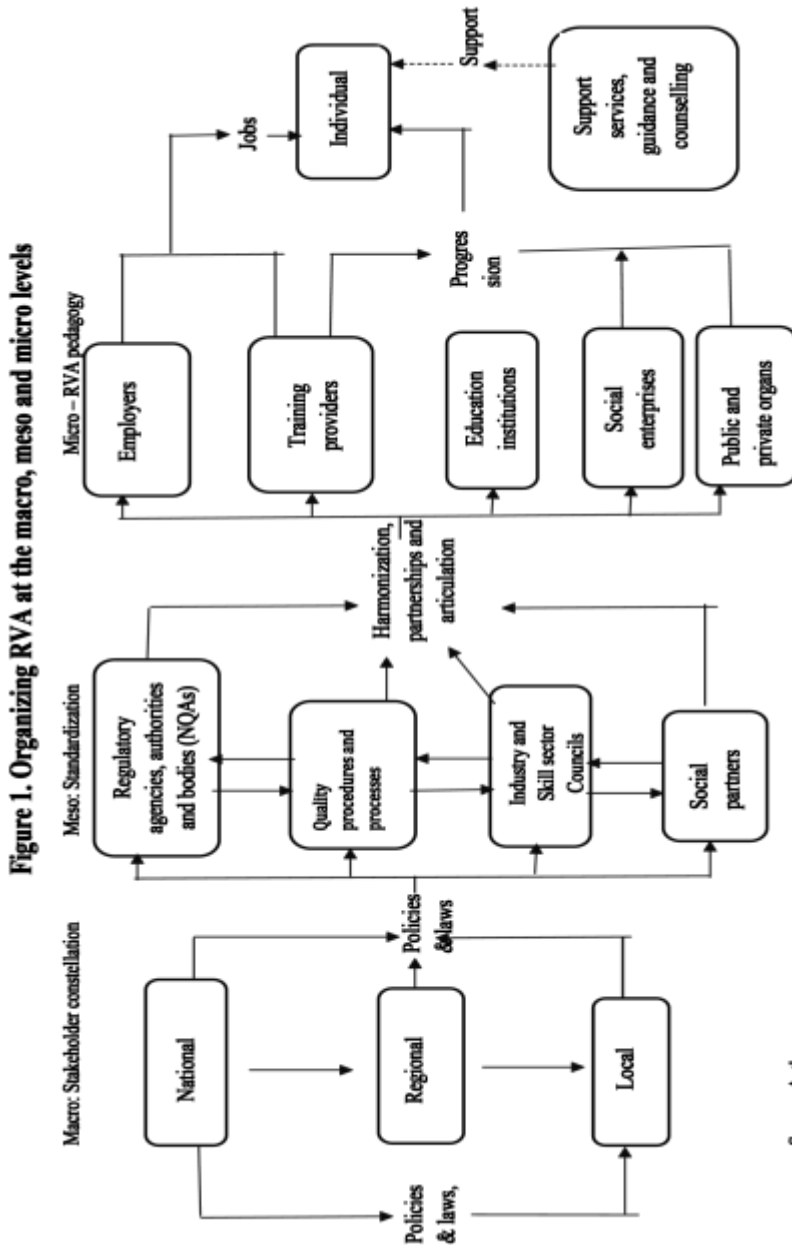 Figure 1. Organizing RVA at the macro, meso and micro levels
Macro: Stakeholder constellation
Meso: Standardization
Micro – RVA pedagogy
Policies
& laws,
National
Regional
Local
Policies
& laws
Regulatory
agencies, authorities
and bodies (NQAs)
Quality
procedures and
processes
Industry and
Skill sector
Councils
Social
partners
Harmonization,
partnerships and
articulation
Employers
Training
providers
Education
institutions
Social
enterprises
Public and
private organs
Jobs
Progres
sion
Individual
Support
Support
services,
guidance and
counselling